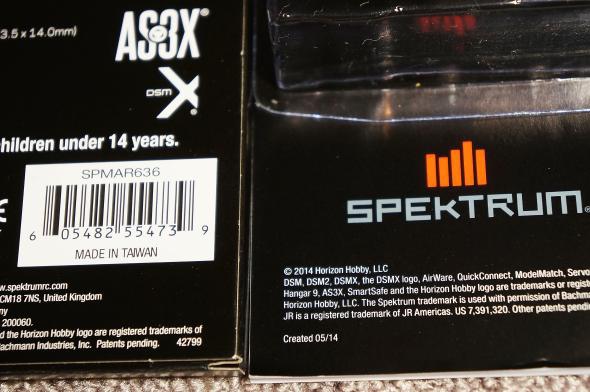 3.5 x 14.0mm)
AS3X®
DSM X®
children under 14 years.
SPMAR636
6 05482 55473 9
MADE IN TAIWAN
www.spektrumrc.com
CM18 7NS, United Kingdom
200060.
d the Horizon Hobby logo are registered trademarks of
Bachmann Industries, Inc. Patents pending. 42799
SPEKTRUM®
© 2014 Horizon Hobby, LLC
DSM, DSM2, DSMX, the DSMX logo, AirWare, QuickConnect, ModelMatch, Servo
Hangar 9, AS3X, SmartSafe and the Horizon Hobby logo are trademarks or regist
Horizon Hobby, LLC. The Spektrum trademark is used with permission of Bachma
JR is a registered trademark of JR Americas. US 7,391,320. Other patents pendin
Created 05/14